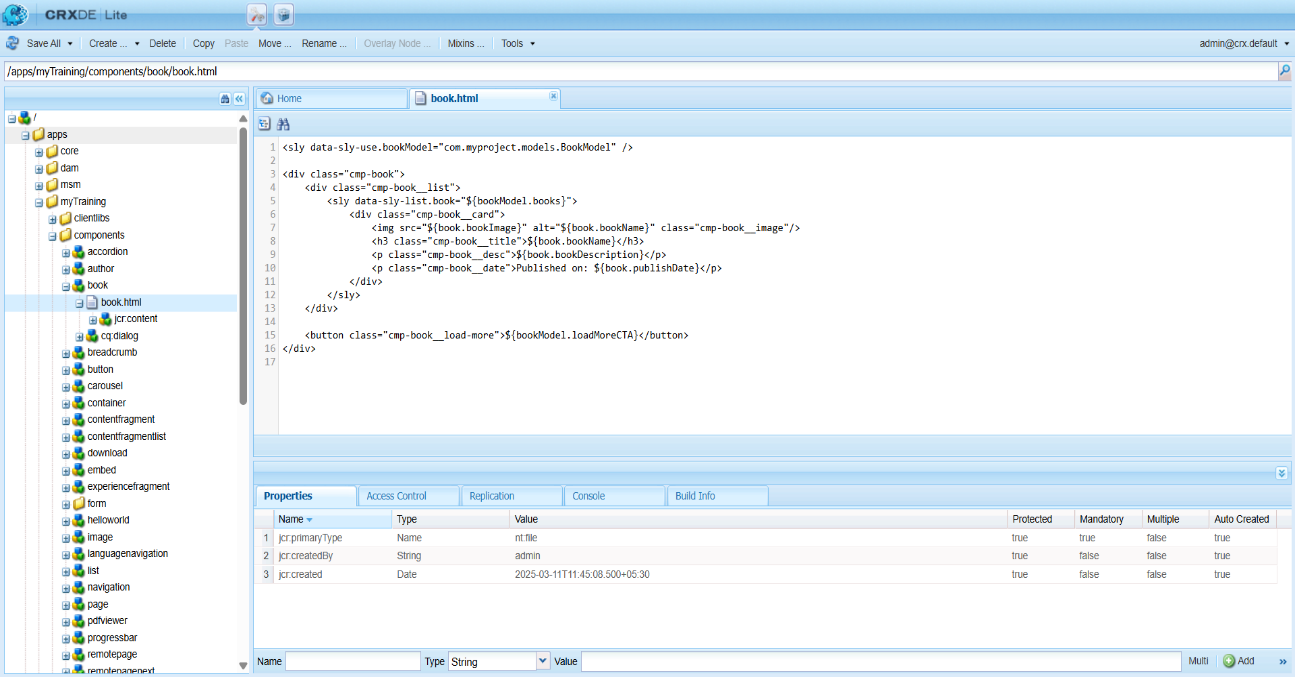 CRXDE | Lite
Save All Create ... Delete Copy Paste Move ... Rename ... Overlay Node ... Mixins ... Tools admin@crx.default
/apps/myTraining/components/book/book.html
/
apps
core
dam
msm
myTraining
clientlibs
components
accordion
author
book
book.html
jcr:content
cq:dialog
breadcrumb
button
carousel
container
contentfragment
contentfragmentlist
download
embed
experiencefragment
form
helloworld
image
languagenavigation
list
navigation
page
pdfviewer
progressbar
remotepage
remotepagenext
Home book.html
1 <sly data-sly-use.bookModel="com.myproject.models.BookModel" />
2
3 <div class="cmp-book">
4     <div class="cmp-book__list">
5         <sly data-sly-list.book="${bookModel.books}">
6             <div class="cmp-book__card">
7                 <img src="${book.bookImage}" alt="${book.bookName}" class="cmp-book__image"/>
8                 <h3 class="cmp-book__title">${book.bookName}</h3>
9                 <p class="cmp-book__desc">${book.bookDescription}</p>
10                 <p class="cmp-book__date">Published on: ${book.publishDate}</p>
11             </div>
12         </sly>
13     </div>
14
15     <button class="cmp-book__load-more">${bookModel.loadMoreCTA}</button>
16 </div>
17
Properties Access Control Replication Console Build Info
Name Type Value Protected Mandatory Multiple Auto Created
1 jcr:primaryType Name nt:file true true false true
2 jcr:createdBy String admin true false false true
3 jcr:created Date 2025-03-11T11:45:08.500+05:30 true false false true
Name Type String Value Multi Add »